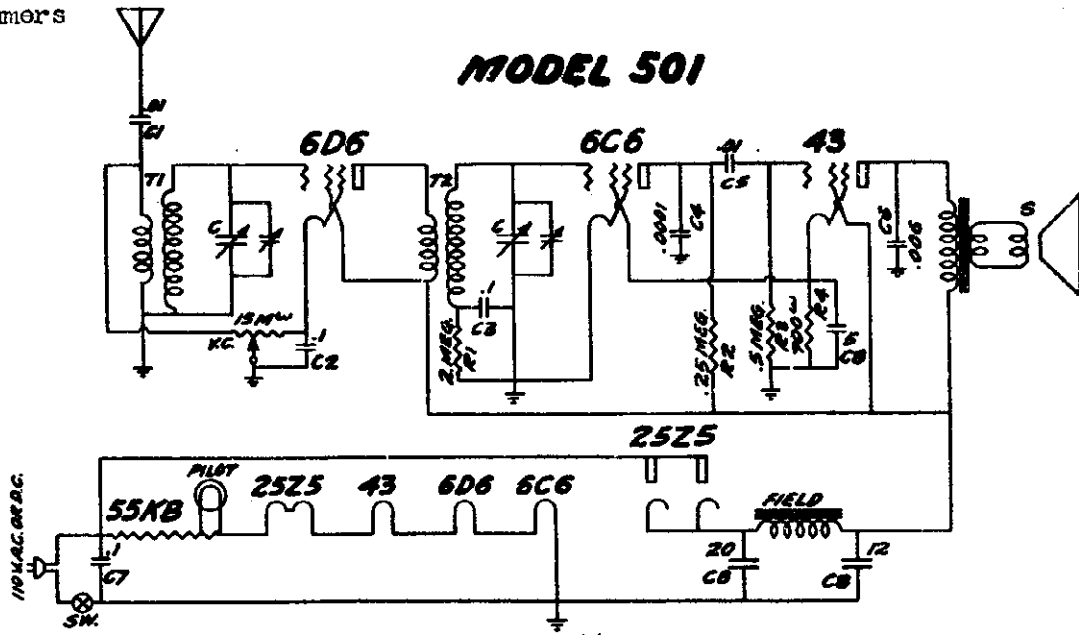 mers
MODEL 501
.01
C1
6D6
6C6
43
T1
T2
.01
C5
C
C
.0001
C4
C6
.006
S
15M ω
V.C.
.1
C2
.1
C3
2 MEG.
R1
.25 MEG.
R2
.5 MEG.
R3
700 ω
R4
5
C8
25Z5
PILOT
55KB
25Z5
43
6D6
6C6
FIELD
110 V. A.C. OR D.C.
.1
C7
20
C8
12
C8
SW.